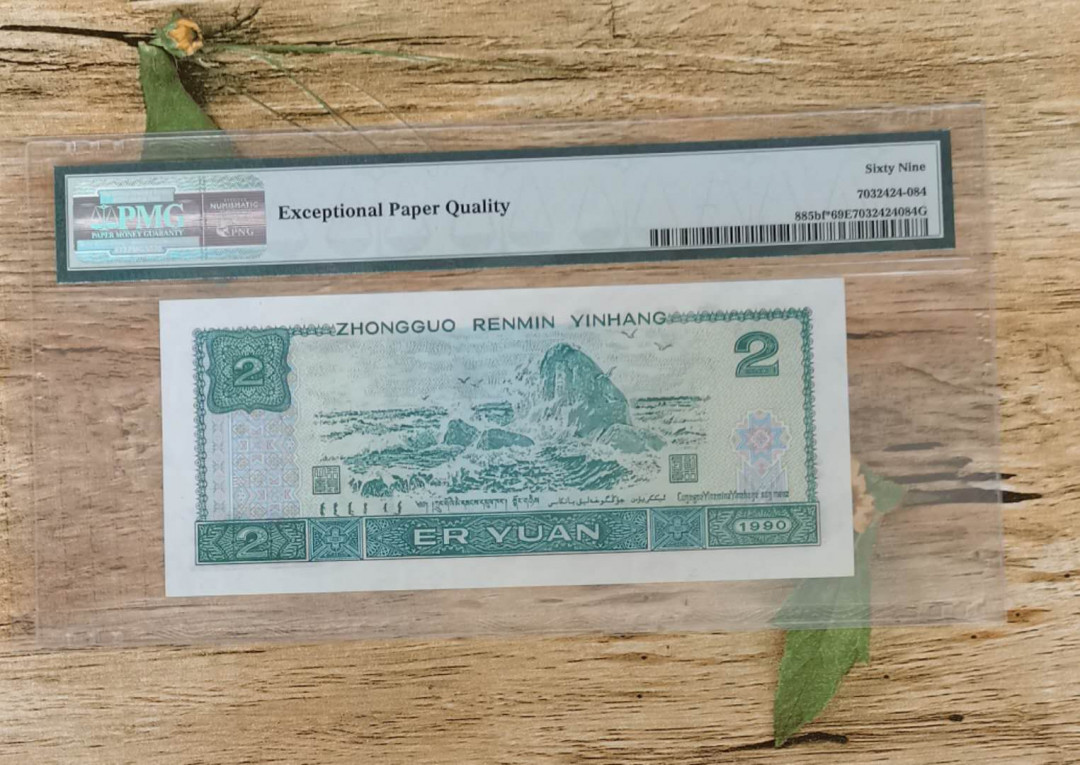 Sixty Nine
7032424-084
885bf*69E7032424084G
PMG
PAPER MONEY GUARANTY
NUMISMATIC
PNG
Exceptional Paper Quality
ZHONGGUO RENMIN YINHANG
2
2
2
ER YUAN
1990